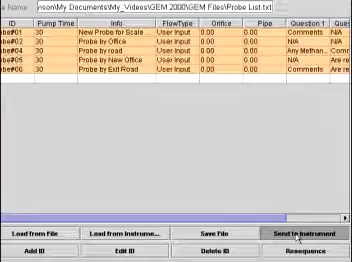 e Name nson\My Documents\My_Videos\GEM 2000\GEM Files\Probe List.txt
ID Pump Time Info FlowType Orifice Pipe Question 1 Ques
be#01 30 New Probe for Scale ... User Input 0.00 0.00 Comments N/A
be#02 30 Probe by Office User Input 0.00 0.00 N/A N/A
be#04 30 Probe by road User Input 0.00 0.00 Any Methan... Comm
be#05 30 Probe by New Office User Input 0.00 0.00 N/A Are re
be#06 30 Probe by Exit Road User Input 0.00 0.00 Comments Are re
Load from File Load from Instrume... Save File Send to Instrument
Add ID Edit ID Delete ID Resequence